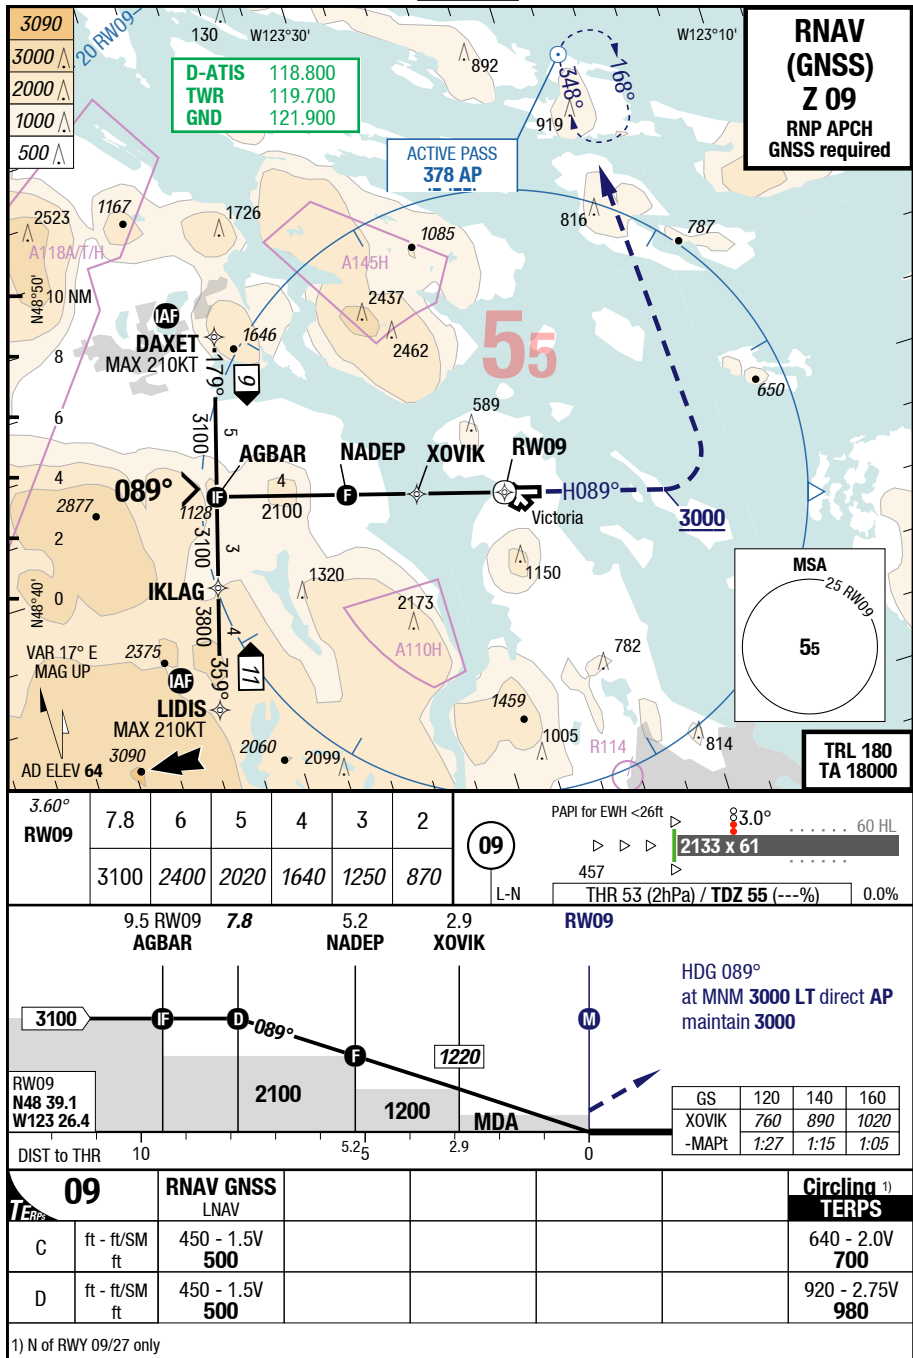 3090
3000
2000
1000
500
20 RW09
130
W123°30'
W123°10'
892
348°
168°
919
RNAV
(GNSS)
Z 09
RNP APCH
GNSS required
D-ATIS 118.800
TWR 119.700
GND 121.900
ACTIVE PASS
378 AP
2523
1167
1726
A118A/T/H
1085
A145H
816
787
N48°50'
10 NM
2437
2462
55
IAF
DAXET
MAX 210KT
1646
179°
9
8
650
6
3100
5
589
4
089°
IF
AGBAR
4
2100
NADEP
F
XOVIK
RW09
H089°
3000
Victoria
2877
1128
2
3100
3
1150
N48°40'
0
IKLAG
1320
2173
A110H
3800
4
MSA
25 RW09
55
VAR 17° E
MAG UP
2375
IAF
LIDIS
MAX 210KT
359°
11
782
1459
1005
R114
814
3090
2060
2099
AD ELEV 64
TRL 180
TA 18000
3.60°
RW09
7.8 6 5 4 3 2
3100 2400 2020 1640 1250 870
09
L-N
PAPI for EWH <26ft
3.0°
60 HL
2133 x 61
457
THR 53 (2hPa) / TDZ 55 (---%)
0.0%
9.5 RW09 7.8 5.2 2.9 RW09
AGBAR NADEP XOVIK
HDG 089°
at MNM 3000 LT direct AP
maintain 3000
3100
IF
D
089°
F
M
1220
2100
1200
MDA
RW09
N48 39.1
W123 26.4
GS 120 140 160
XOVIK 760 890 1020
-MAPt 1:27 1:15 1:05
DIST to THR 10 5.2 5 2.9 0
TERPS
09
RNAV GNSS
LNAV
Circling 1)
TERPS
C ft - ft/SM 450 - 1.5V 640 - 2.0V
ft 500 700
D ft - ft/SM 450 - 1.5V 920 - 2.75V
ft 500 980
1) N of RWY 09/27 only